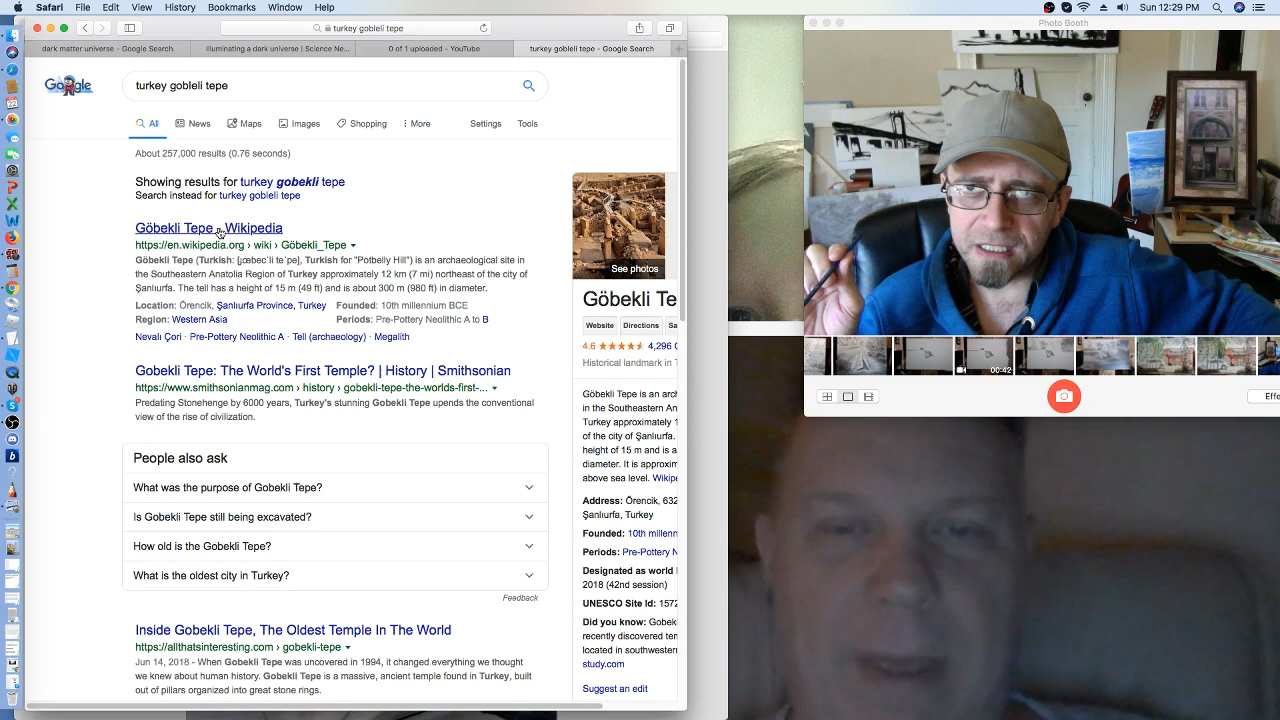 Safari File Edit View History Bookmarks Window Help
Sun 12:29 PM
turkey gobleli tepe
dark matter universe – Google Search
illuminating a dark universe | Science Ne...
0 of 1 uploaded – YouTube
turkey gobleli tepe – Google Search
Google
turkey gobleli tepe
All News Maps Images Shopping More Settings Tools
About 257,000 results (0.76 seconds)
Showing results for turkey gobekli tepe
Search instead for turkey gobleli tepe
Göbekli Tepe - Wikipedia
https://en.wikipedia.org › wiki › Göbekli_Tepe
Göbekli Tepe (Turkish: [ɟœbecˈli teˈpe], Turkish for "Potbelly Hill") is an archaeological site in
the Southeastern Anatolia Region of Turkey approximately 12 km (7 mi) northeast of the city of
Şanlıurfa. The tell has a height of 15 m (49 ft) and is about 300 m (980 ft) in diameter.
Location: Örencik, Şanlıurfa Province, Turkey Founded: 10th millennium BCE
Region: Western Asia Periods: Pre-Pottery Neolithic A to B
Nevalı Çori · Pre-Pottery Neolithic A · Tell (archaeology) · Megalith
Gobekli Tepe: The World's First Temple? | History | Smithsonian
https://www.smithsonianmag.com › history › gobekli-tepe-the-worlds-first-...
Predating Stonehenge by 6000 years, Turkey's stunning Gobekli Tepe upends the conventional
view of the rise of civilization.
People also ask
What was the purpose of Gobekli Tepe?
Is Gobekli Tepe still being excavated?
How old is the Gobekli Tepe?
What is the oldest city in Turkey?
Feedback
Inside Gobekli Tepe, The Oldest Temple In The World
https://allthatsinteresting.com › gobekli-tepe
Jun 14, 2018 - When Gobekli Tepe was uncovered in 1994, it changed everything we thought
we knew about human history. Gobekli Tepe is a massive, ancient temple found in Turkey, built
out of pillars organized into great stone rings.
See photos
Göbekli Te
Website Directions Sa
4.6 4,296 G
Historical landmark in T
Göbekli Tepe is an arch
in the Southeastern An
Turkey approximately 1
of the city of Şanlıurfa.
height of 15 m and is a
diameter. It is approxim
above sea level. Wikipe
Address: Örencik, 632
Şanlıurfa, Turkey
Founded: 10th millenn
Periods: Pre-Pottery N
Designated as world
2018 (42nd session)
UNESCO Site Id: 1572
Did you know: Gobekl
recently discovered tem
located in southwestern
study.com
Suggest an edit
Photo Booth
00:42
Effe